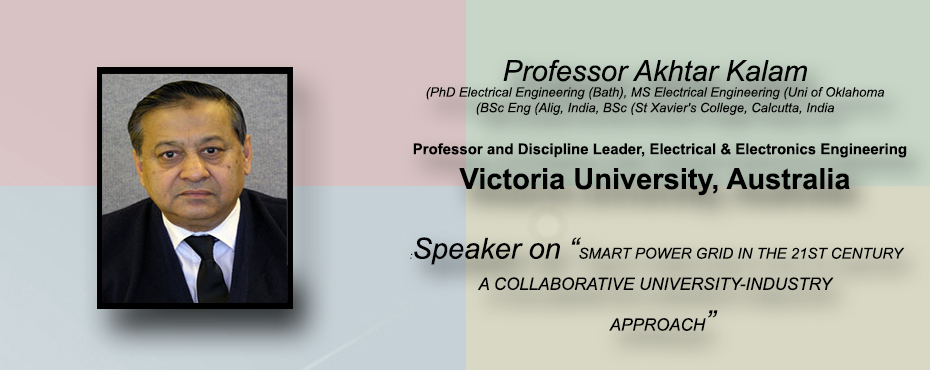 Professor Akhtar Kalam
(PhD Electrical Engineering (Bath), MS Electrical Engineering (Uni of Oklahoma
(BSc Eng (Alig, India, BSc (St Xavier's College, Calcutta, India
Professor and Discipline Leader, Electrical & Electronics Engineering
Victoria University, Australia
:Speaker on “SMART POWER GRID IN THE 21ST CENTURY
A COLLABORATIVE UNIVERSITY-INDUSTRY
APPROACH”